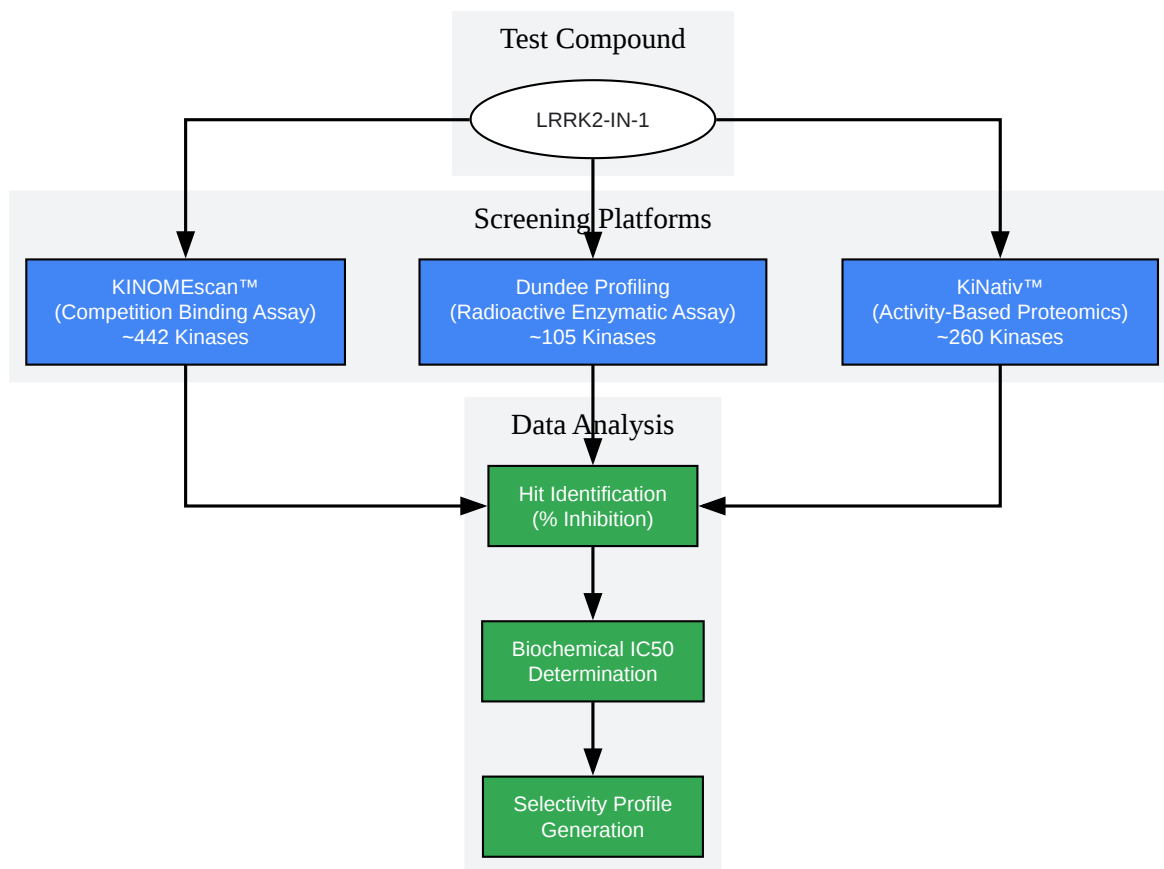 Test Compound
LRRK2-IN-1
Screening Platforms
KINOMEscan™
(Competition Binding Assay)
~442 Kinases
Dundee Profiling
(Radioactive Enzymatic Assay)
~105 Kinases
KiNativ™
(Activity-Based Proteomics)
~260 Kinases
Data Analysis
Hit Identification
(% Inhibition)
Biochemical IC50
Determination
Selectivity Profile
Generation